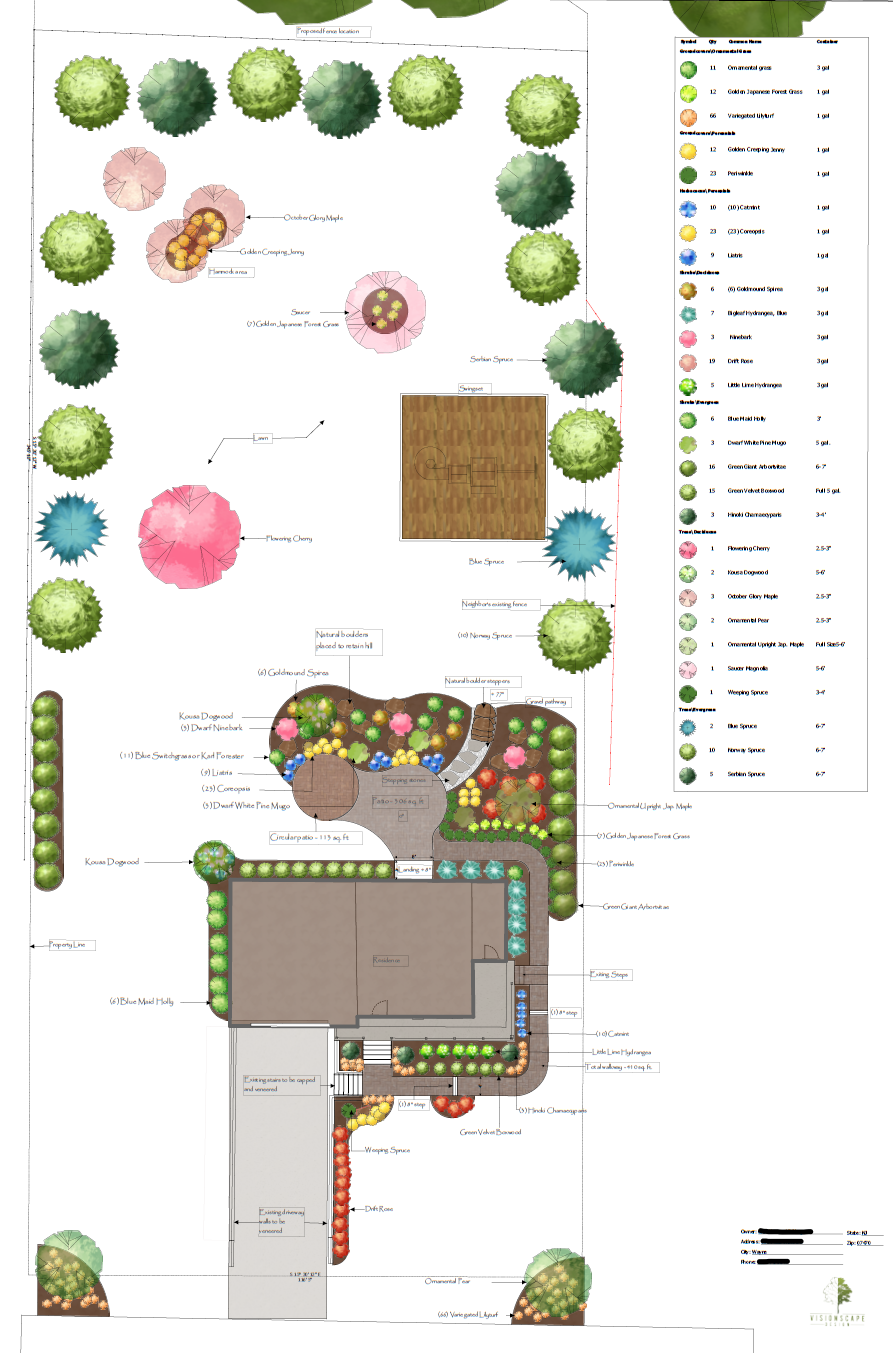 Proposed fence location
October Glory Maple
Golden Creeping Jenny
Hammock area
Saucer
(7) Golden Japanese Forest Grass
Serbian Spruce
Swingset
Lawn
Flowering Cherry
Blue Spruce
Neighbor's existing fence
(10) Norway Spruce
Natural boulders
placed to retain hill
(6) Goldmound Spirea
Natural boulder steppers
+ 77"
Gravel pathway
Kousa Dogwood
(3) Dwarf Ninebark
(11) Blue Switchgrass or Karl Forester
(9) Liatris
Stepping stones
(23) Coreopsis
Patio - 506 sq. ft
0"
(3) Dwarf White Pine Mugo
Ornamental Upright Jap. Maple
Circular patio - 113 sq. ft
(7) Golden Japanese Forest Grass
Kousa Dogwood
Landing + 8"
(23) Periwinkle
Green Giant Arborvitae
Property Line
Residence
Existing Steps
(6) Blue Maid Holly
(1) 8" step
(10) Catmint
Little Lime Hydrangea
Existing stairs to be capped
and veneered
Total walkway - 410 sq. ft.
(1) 8" step
(3) Hinoki Chamaecyparis
Green Velvet Boxwood
Weeping Spruce
Drift Rose
Existing driveway
walls to be
veneered
Ornamental Pear
(66) Variegated Lilyturf
Symbol Qty Common Name Container
Groundcovers\Ornamental Grass
11 Ornamental grass 3 gal
12 Golden Japanese Forest Grass 1 gal
66 Variegated Lilyturf 1 gal
Groundcovers\Perennials
12 Golden Creeping Jenny 1 gal
23 Periwinkle 1 gal
Herbaceous\Perennials
10 (10) Catmint 1 gal
23 (23) Coreopsis 1 gal
9 Liatris 1 gal
Shrubs\Deciduous
6 (6) Goldmound Spirea 3 gal
7 Bigleaf Hydrangea, Blue 3 gal
3 Ninebark 3 gal
19 Drift Rose 3 gal
5 Little Lime Hydrangea 3 gal
Shrubs\Evergreen
6 Blue Maid Holly 3'
3 Dwarf White Pine Mugo 5 gal.
16 Green Giant Arbortvitae 6-7'
15 Green Velvet Boxwood Full 5 gal.
3 Hinoki Chamaecyparis 3-4'
Trees\Deciduous
1 Flowering Cherry 2.5-3"
2 Kousa Dogwood 5-6'
3 October Glory Maple 2.5-3"
2 Ornamental Pear 2.5-3"
1 Ornamental Upright Jap. Maple Full Size5-6'
1 Saucer Magnolia 5-6'
1 Weeping Spruce 3-4'
Trees\Evergreen
2 Blue Spruce 6-7'
10 Norway Spruce 6-7'
5 Serbian Spruce 6-7'
Owner: State: NJ
Address: Zip: 07470
City: Wayne
Phone:
VISIONSCAPE
DESIGN